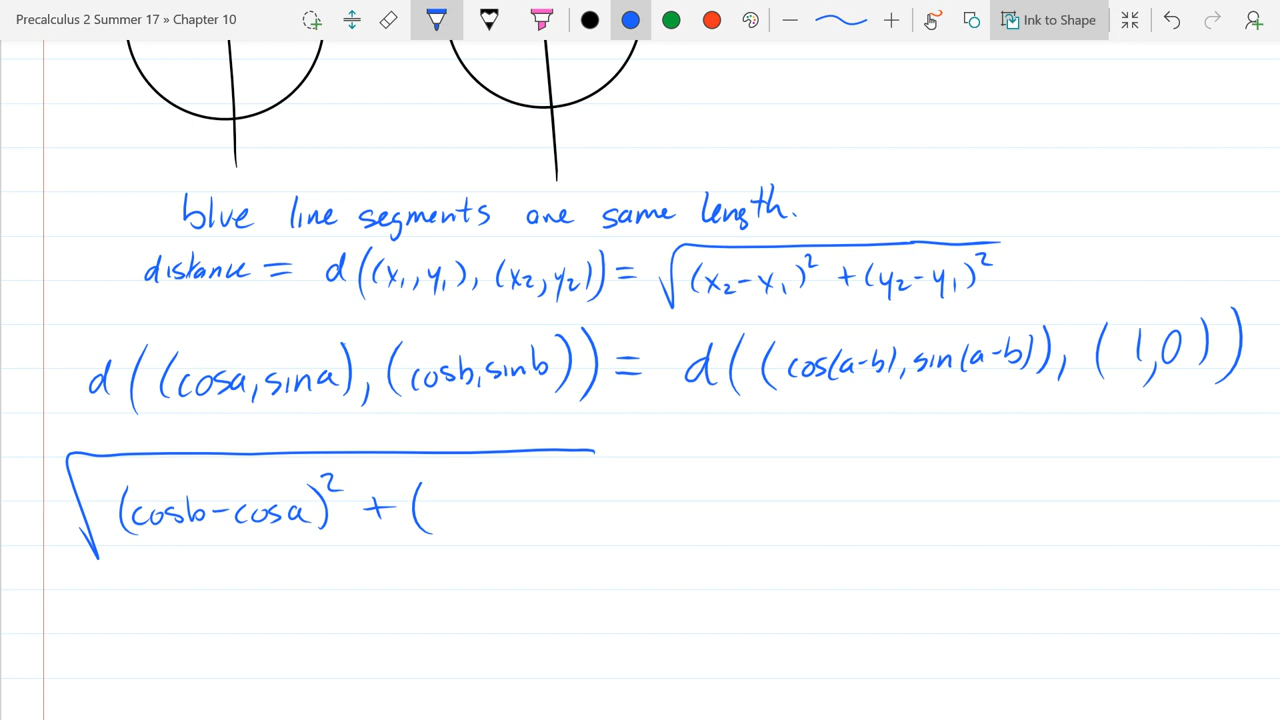 Precalculus 2 Summer 17 » Chapter 10
Ink to Shape
blue line segments are same length.
distance = d((x₁,y₁), (x₂,y₂)) = √((x₂-x₁)² + (y₂-y₁)²)
d((cosa, sina), (cosb, sinb)) = d((cos(a-b), sin(a-b)), (1,0))
√((cosb-cosa)² + (